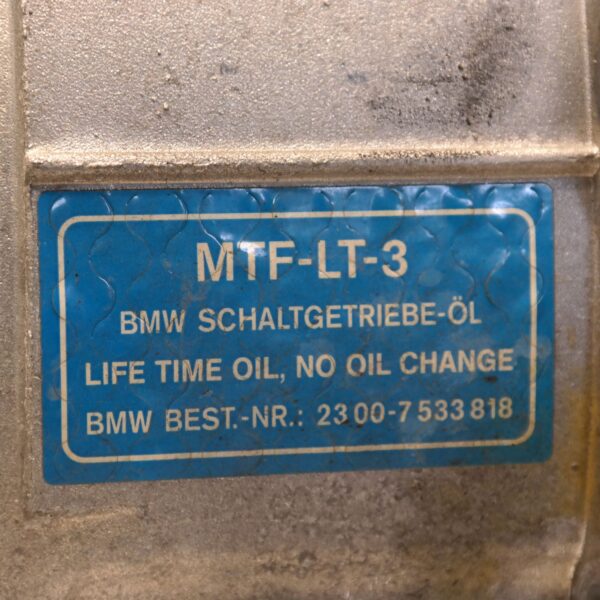 MTF-LT-3
BMW SCHALTGETRIEBE-ÖL
LIFE TIME OIL, NO OIL CHANGE
BMW BEST.-NR.: 23 00-7 533 818